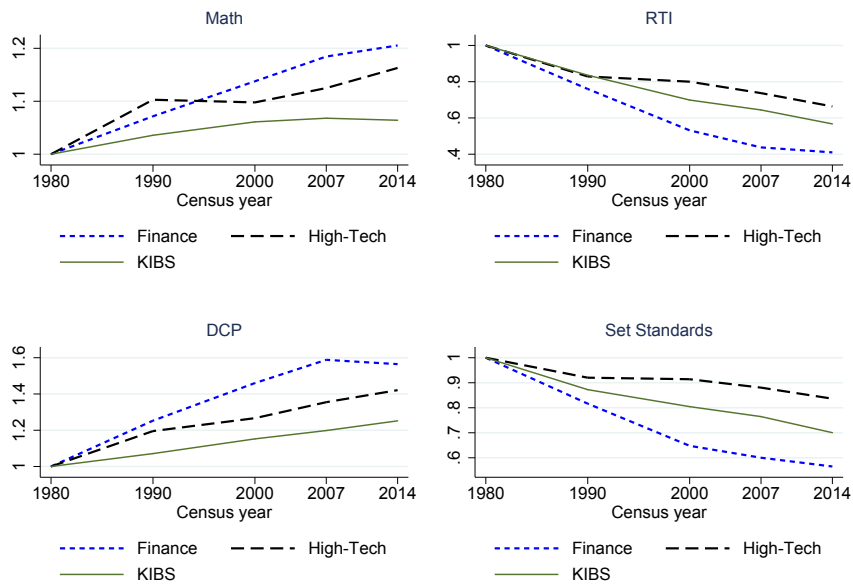 Math
1 1.1 1.2
1980 1990 2000 2007 2014
Census year
Finance High-Tech
KIBS
RTI
.4 .6 .8 1
1980 1990 2000 2007 2014
Census year
Finance High-Tech
KIBS
DCP
1 1.2 1.4 1.6
1980 1990 2000 2007 2014
Census year
Finance High-Tech
KIBS
Set Standards
.6 .7 .8 .9 1
1980 1990 2000 2007 2014
Census year
Finance High-Tech
KIBS